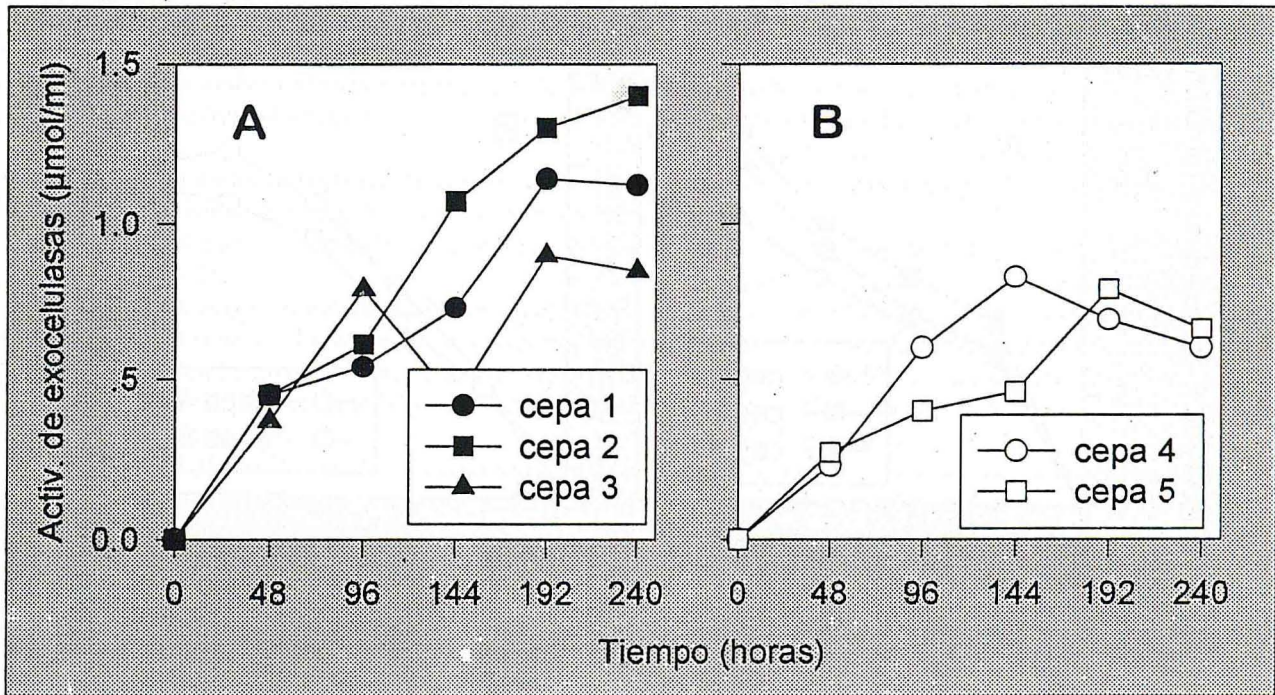 Activ. de exocelulasas (µmol/ml)
1.5
1.0
.5
0.0
A
cepa 1
cepa 2
cepa 3
0 48 96 144 192 240
B
cepa 4
cepa 5
0 48 96 144 192 240
Tiempo (horas)